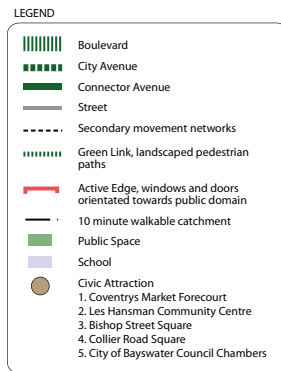 LEGEND
Boulevard
City Avenue
Connector Avenue
Street
Secondary movement networks
Green Link, landscaped pedestrian
paths
Active Edge, windows and doors
orientated towards public domain
10 minute walkable catchment
Public Space
School
Civic Attraction
1. Coventrys Market Forecourt
2. Les Hansman Community Centre
3. Bishop Street Square
4. Collier Road Square
5. City of Bayswater Council Chambers